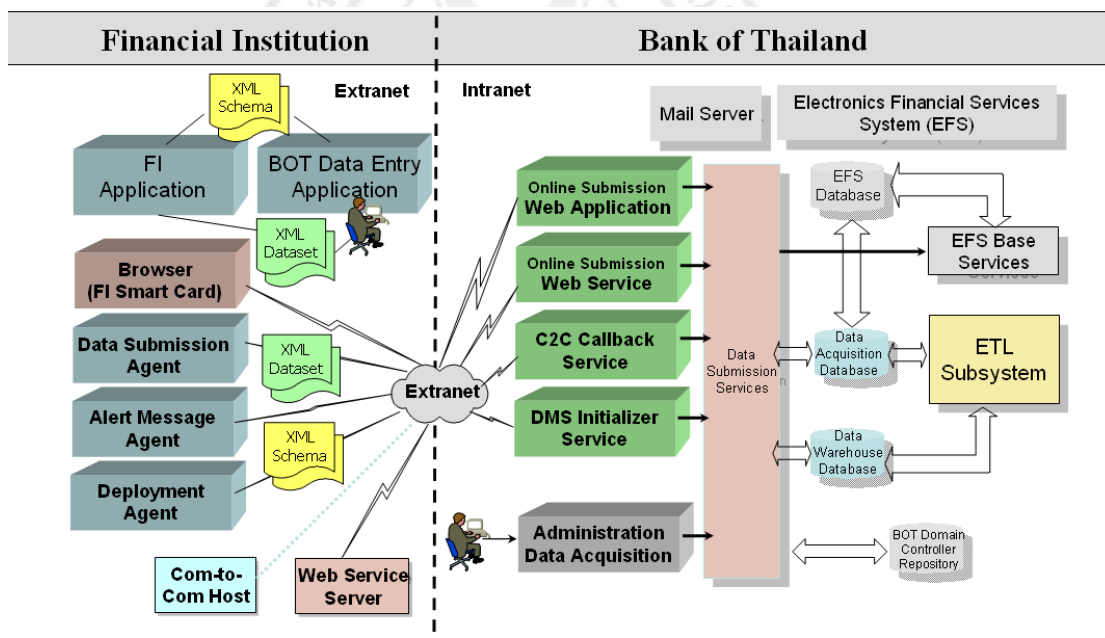 Financial Institution
Bank of Thailand
Extranet
Intranet
XML
Schema
FI
Application
BOT Data Entry
Application
XML
Dataset
Browser
(FI Smart Card)
Data Submission
Agent
XML
Dataset
Alert Message
Agent
XML
Schema
Deployment
Agent
Com-to-
Com Host
Web Service
Server
Extranet
Mail Server
Electronics Financial Services
System (EFS)
Online Submission
Web Application
Online Submission
Web Service
C2C Callback
Service
DMS Initializer
Service
Administration
Data Acquisition
Data
Submission
Services
EFS
Database
EFS Base
Services
Data
Acquisition
Database
ETL
Subsystem
Data
Warehouse
Database
BOT Domain
Controller
Repository